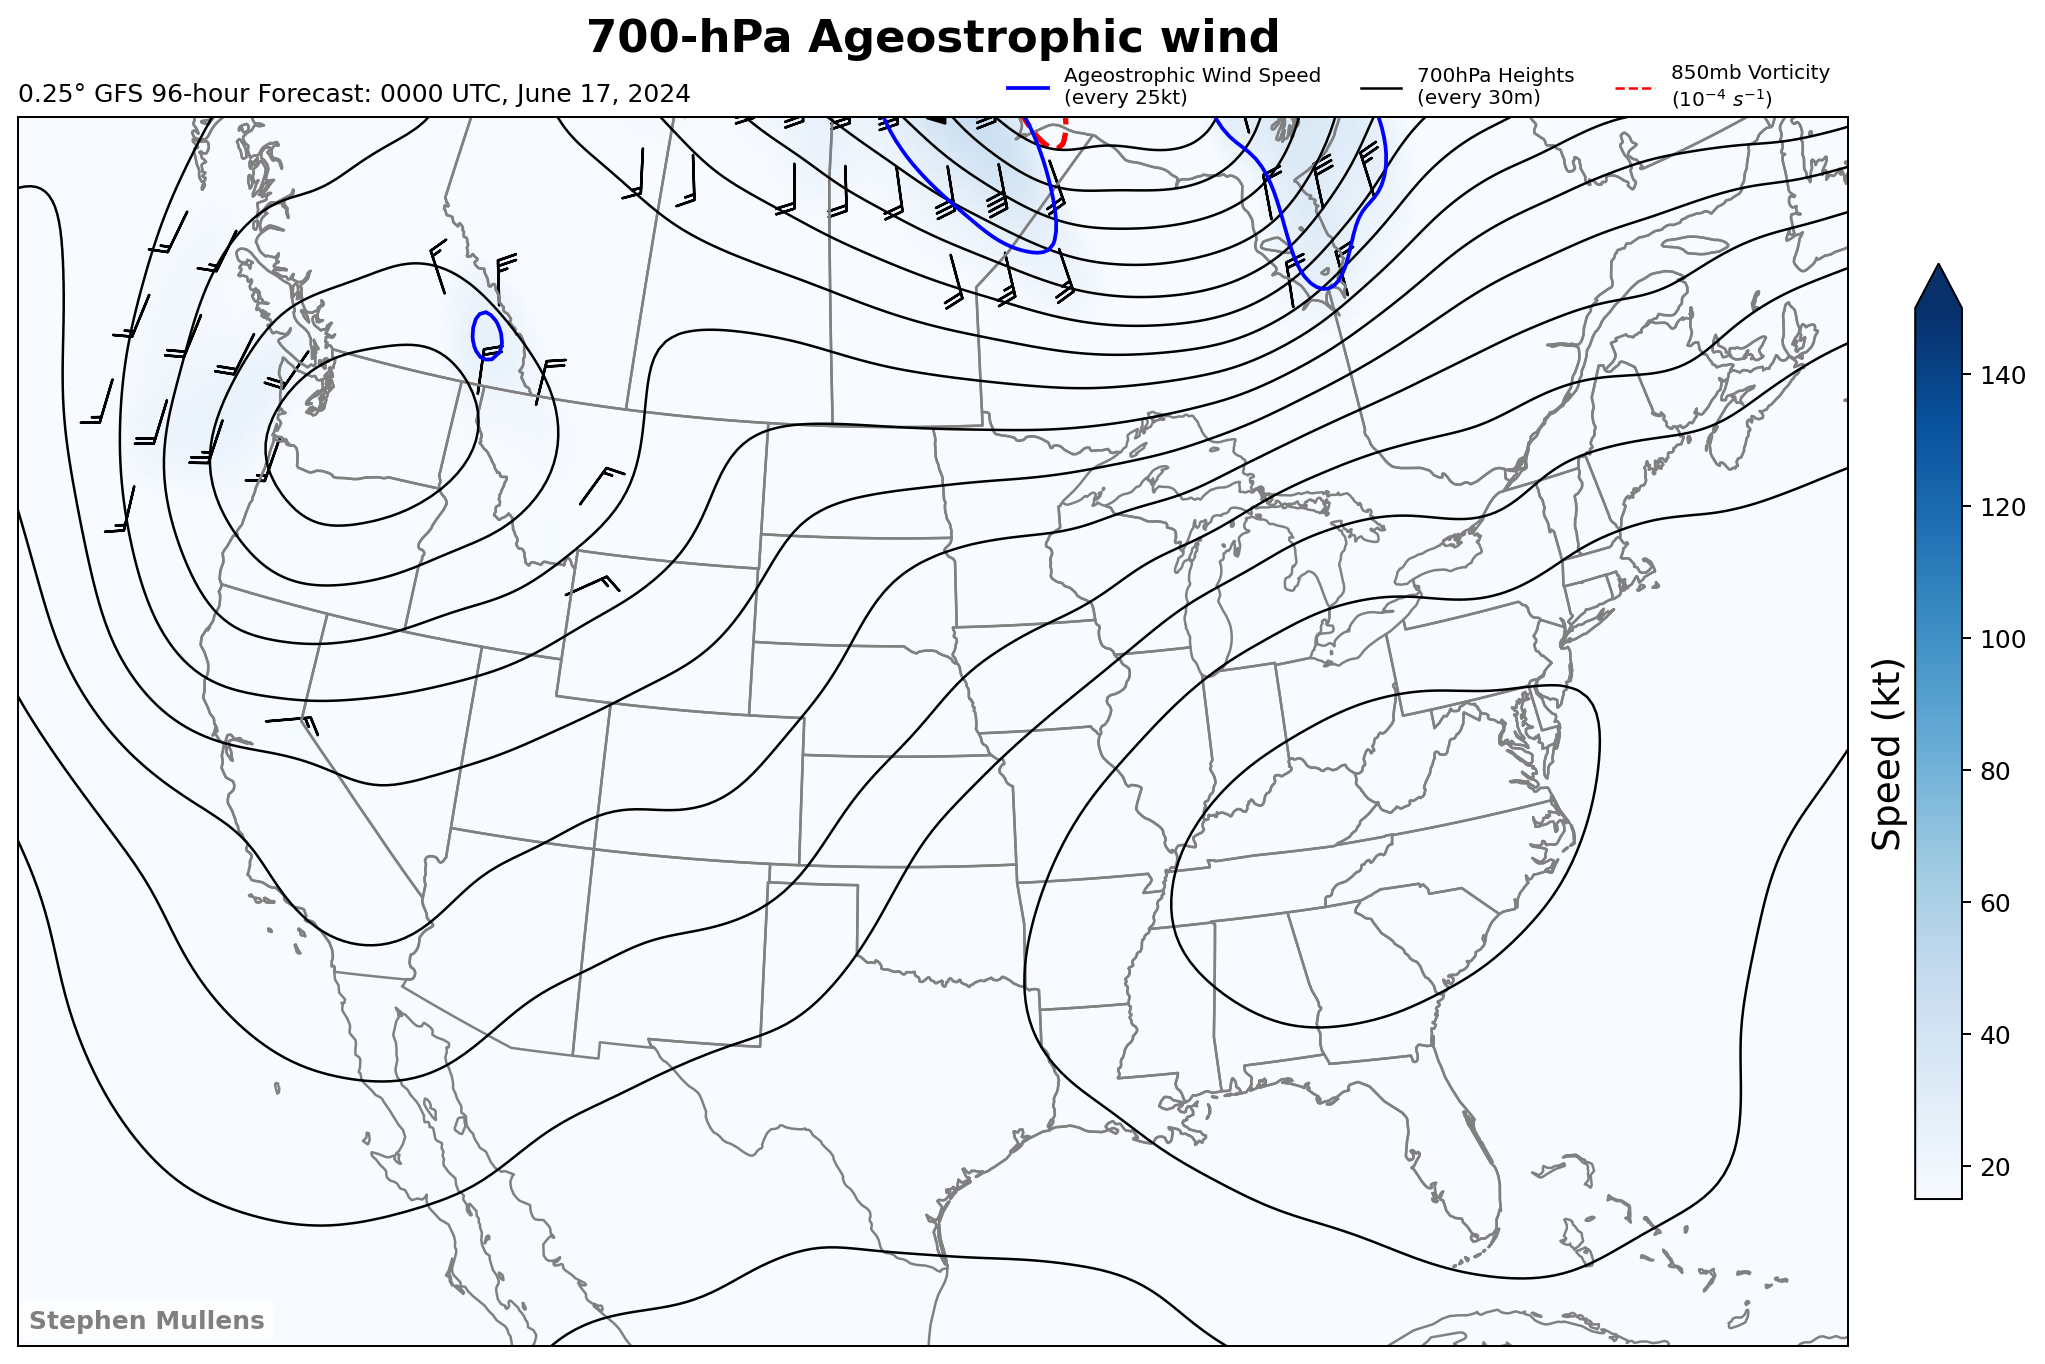 700-hPa Ageostrophic wind
0.25° GFS 96-hour Forecast: 0000 UTC, June 17, 2024
Ageostrophic Wind Speed
(every 25kt)
700hPa Heights
(every 30m)
850mb Vorticity
(10⁻⁴ s⁻¹)
140
120
100
80
60
40
20
Speed (kt)
Stephen Mullens